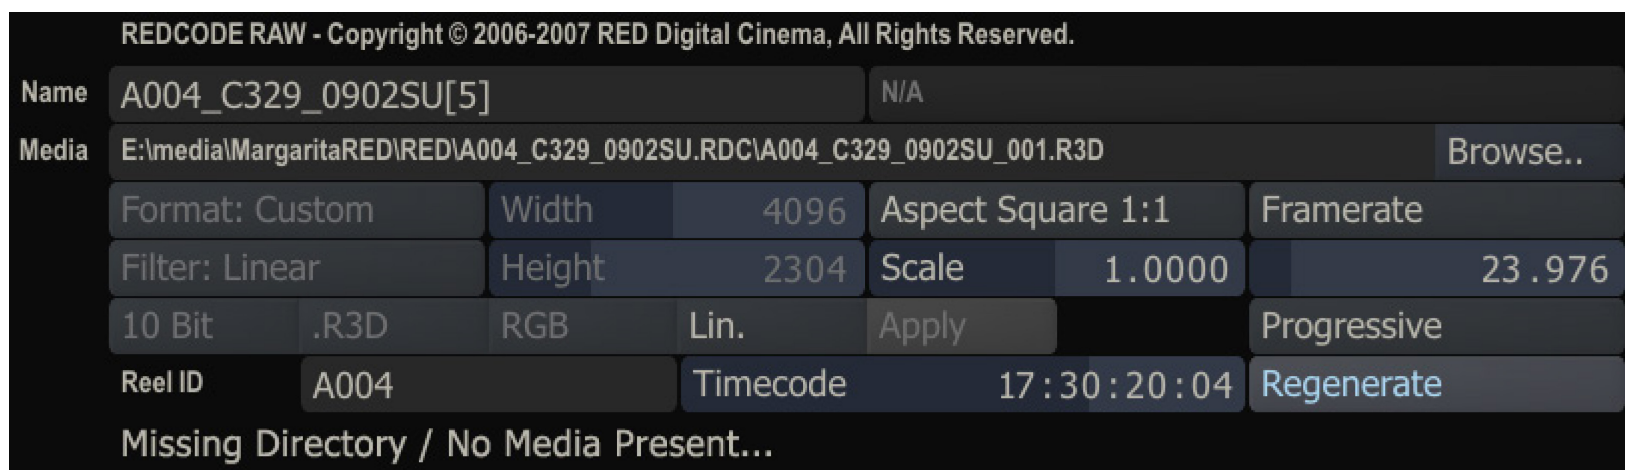 REDCODE RAW - Copyright © 2006-2007 RED Digital Cinema, All Rights Reserved.
Name A004_C329_0902SU[5] N/A
Media E:\media\MargaritaRED\RED\A004_C329_0902SU.RDC\A004_C329_0902SU_001.R3D Browse..
Format: Custom Width 4096 Aspect Square 1:1 Framerate
Filter: Linear Height 2304 Scale 1.0000 23.976
10 Bit .R3D RGB Lin. Apply Progressive
Reel ID A004 Timecode 17:30:20:04 Regenerate
Missing Directory / No Media Present...